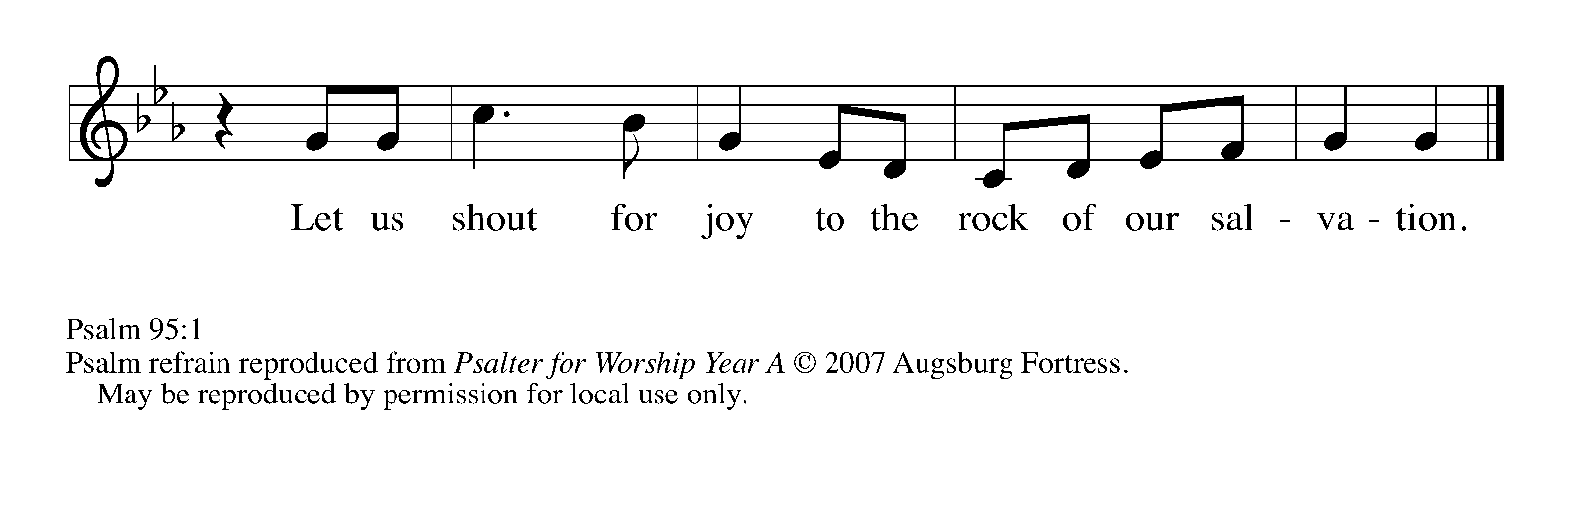 Let us shout for joy to the rock of our sal - va - tion.
Psalm 95:1
Psalm refrain reproduced from Psalter for Worship Year A © 2007 Augsburg Fortress.
May be reproduced by permission for local use only.